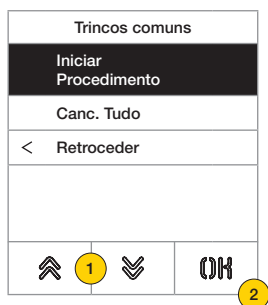 Trincos comuns
Iniciar
Procedimento
Canc. Tudo
< Retroceder
1
OK
2